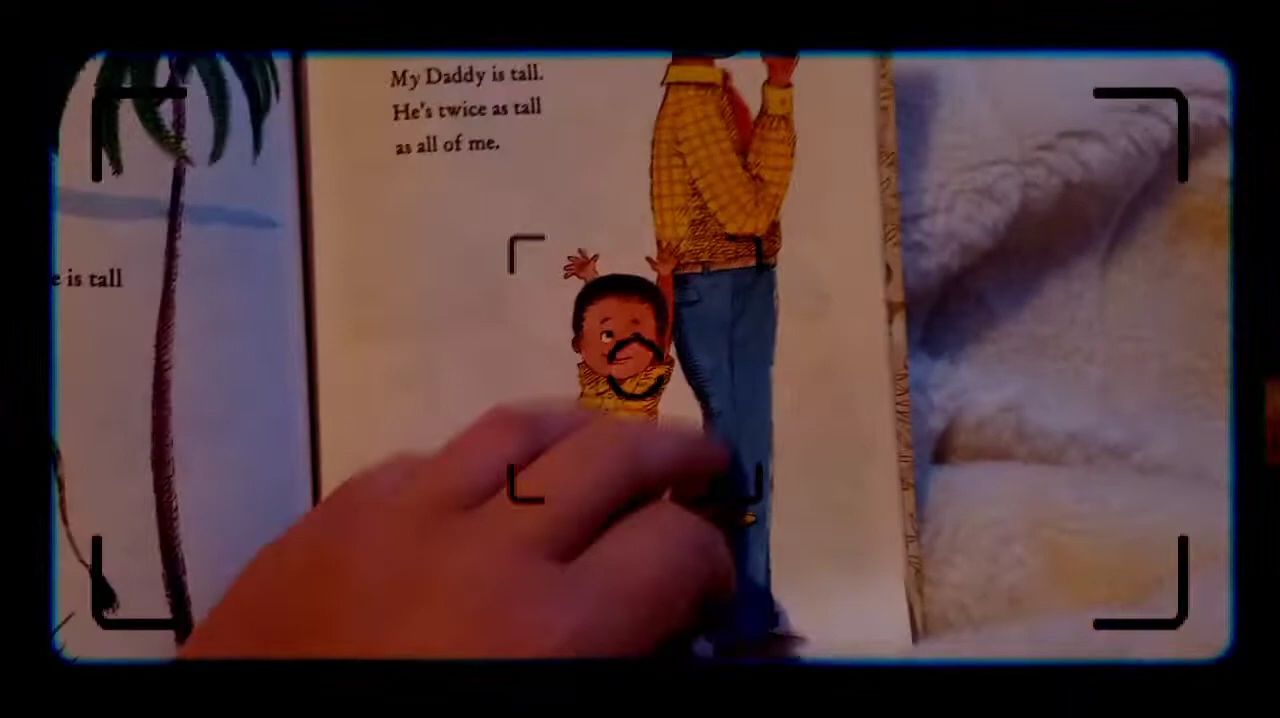 e is tall
My Daddy is tall.
He's twice as tall
as all of me.